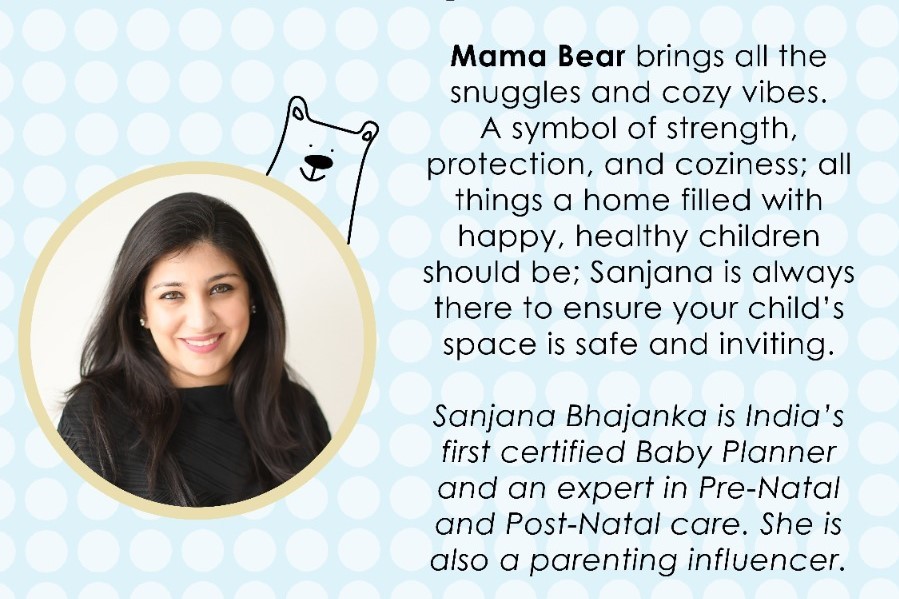 Mama Bear brings all the
snuggles and cozy vibes.
A symbol of strength,
protection, and coziness; all
things a home filled with
happy, healthy children
should be; Sanjana is always
there to ensure your child’s
space is safe and inviting.
Sanjana Bhajanka is India’s
first certified Baby Planner
and an expert in Pre-Natal
and Post-Natal care. She is
also a parenting influencer.